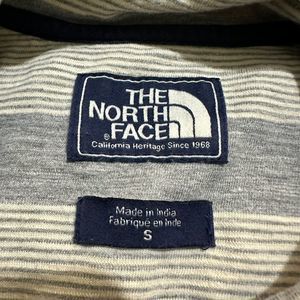 THE
NORTH
FACE
®
California Heritage Since 1968
Made in India
Fabriqué en Inde
S